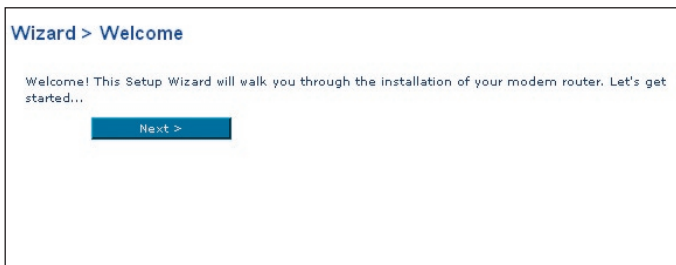 Wizard > Welcome
Welcome! This Setup Wizard will walk you through the installation of your modem router. Let's get
started...
Next >